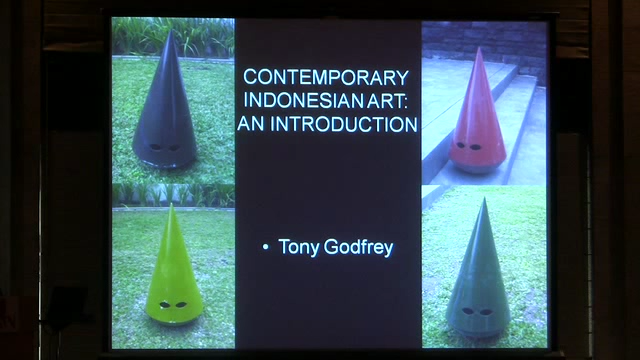 CONTEMPORARY
INDONESIAN ART:
AN INTRODUCTION
• Tony Godfrey